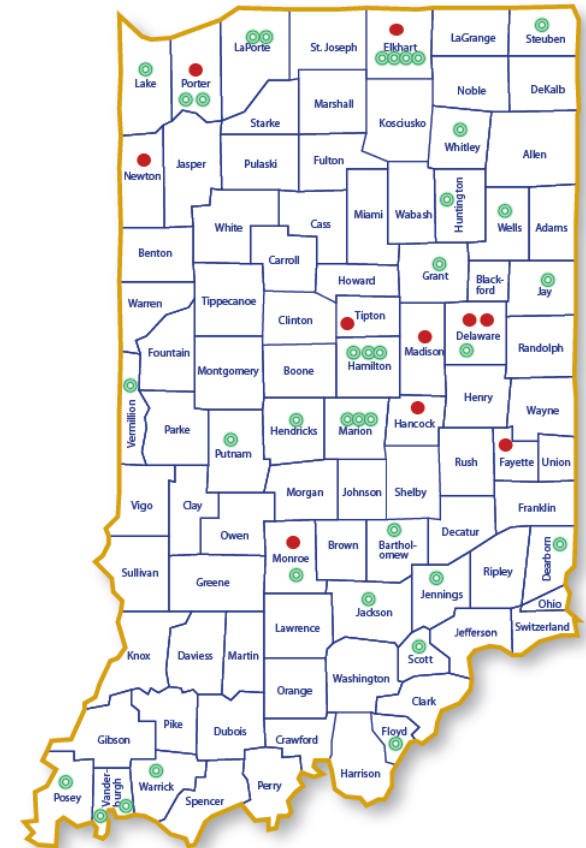 LaPorte
St. Joseph
Elkhart
LaGrange
Steuben
Lake
Porter
Noble
DeKalb
Marshall
Starke
Kosciusko
Whitley
Allen
Newton
Jasper
Pulaski
Fulton
Miami
Wabash
Huntington
Wells
Adams
White
Cass
Benton
Carroll
Grant
Black-
ford
Jay
Howard
Warren
Tippecanoe
Clinton
Tipton
Madison
Delaware
Randolph
Fountain
Montgomery
Boone
Hamilton
Vermillion
Parke
Putnam
Hendricks
Marion
Hancock
Henry
Wayne
Rush
Fayette
Union
Vigo
Clay
Morgan
Johnson
Shelby
Franklin
Owen
Monroe
Brown
Barthol-
omew
Decatur
Dearborn
Sullivan
Greene
Jackson
Jennings
Ripley
Ohio
Lawrence
Jefferson
Switzerland
Knox
Daviess
Martin
Scott
Washington
Orange
Clark
Pike
Dubois
Gibson
Crawford
Floyd
Harrison
Posey
Vander-
burgh
Warrick
Spencer
Perry